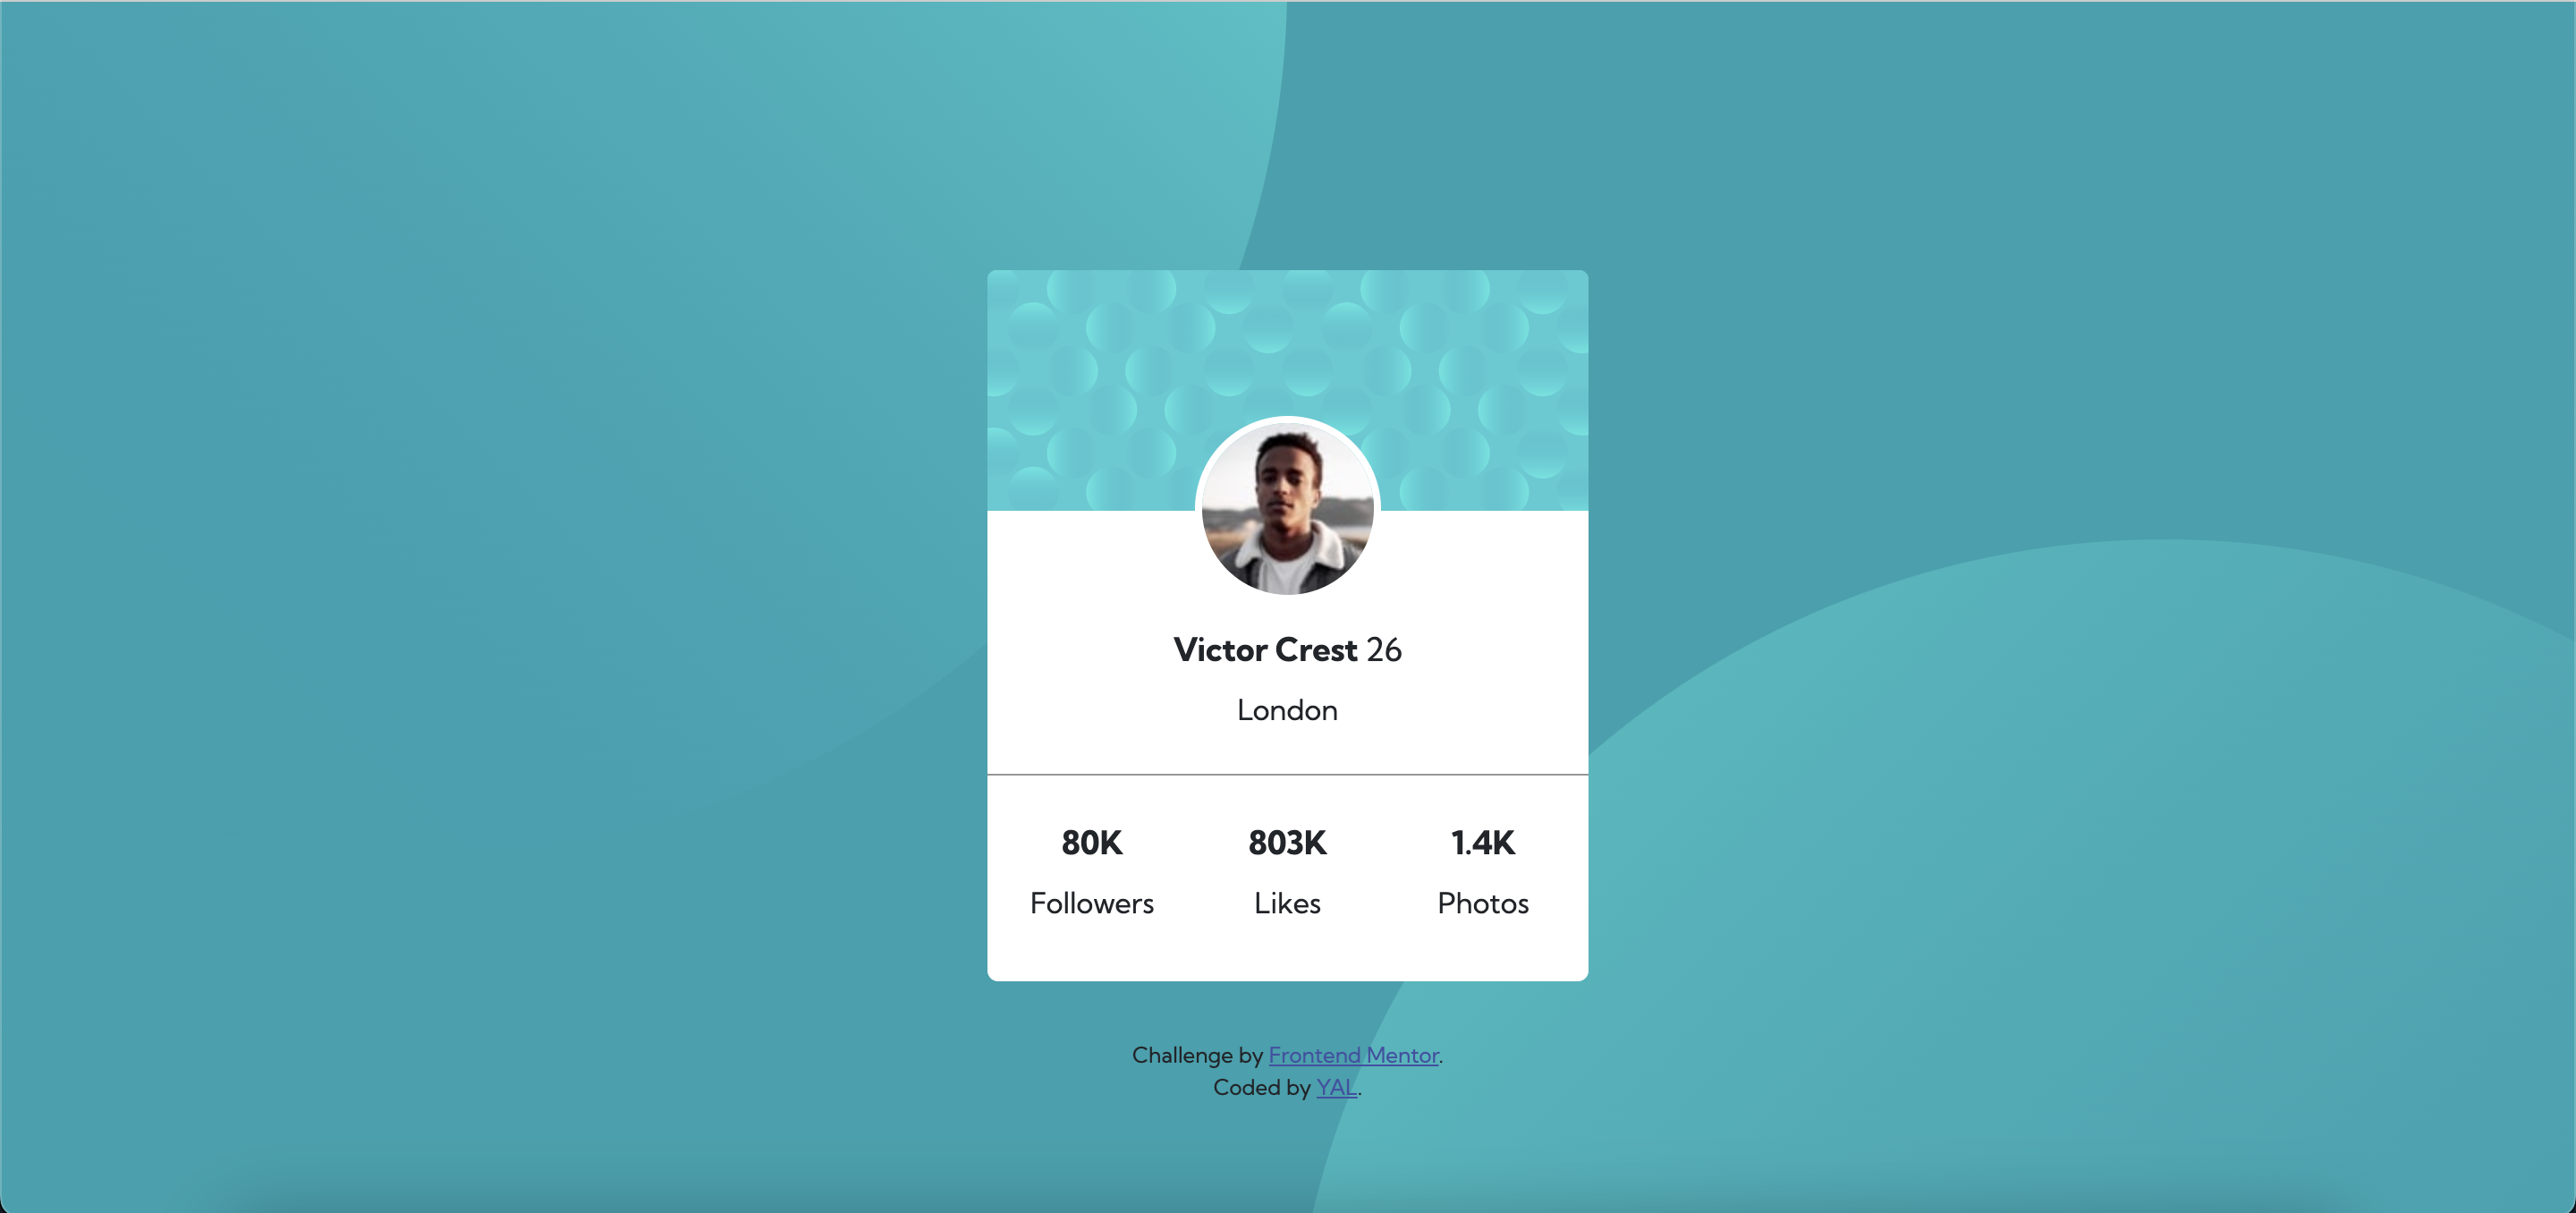 Victor Crest 26
London
80K 803K 1.4K
Followers Likes Photos
Challenge by Frontend Mentor.
Coded by YAL.